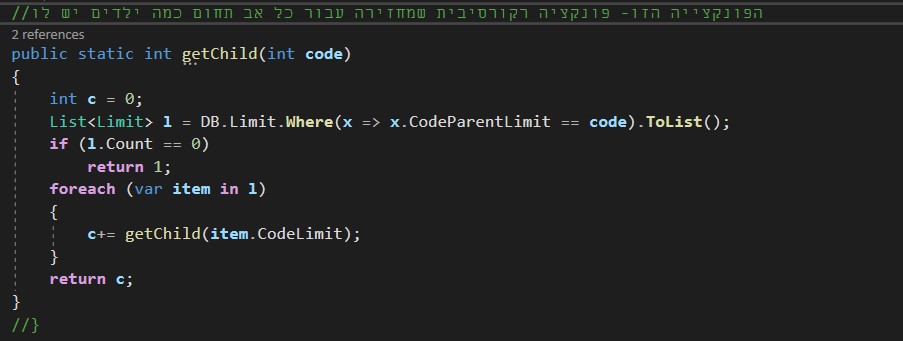 //הפונקצייה הזו- פונקציה רקורסיבית שמחזירה עבור כל אב תחום כמה ילדים יש לו
2 references
public static int getChild(int code)
{
int c = 0;
List<Limit> l = DB.Limit.Where(x => x.CodeParentLimit == code).ToList();
if (l.Count == 0)
return 1;
foreach (var item in l)
{
c+= getChild(item.CodeLimit);
}
return c;
}
//}